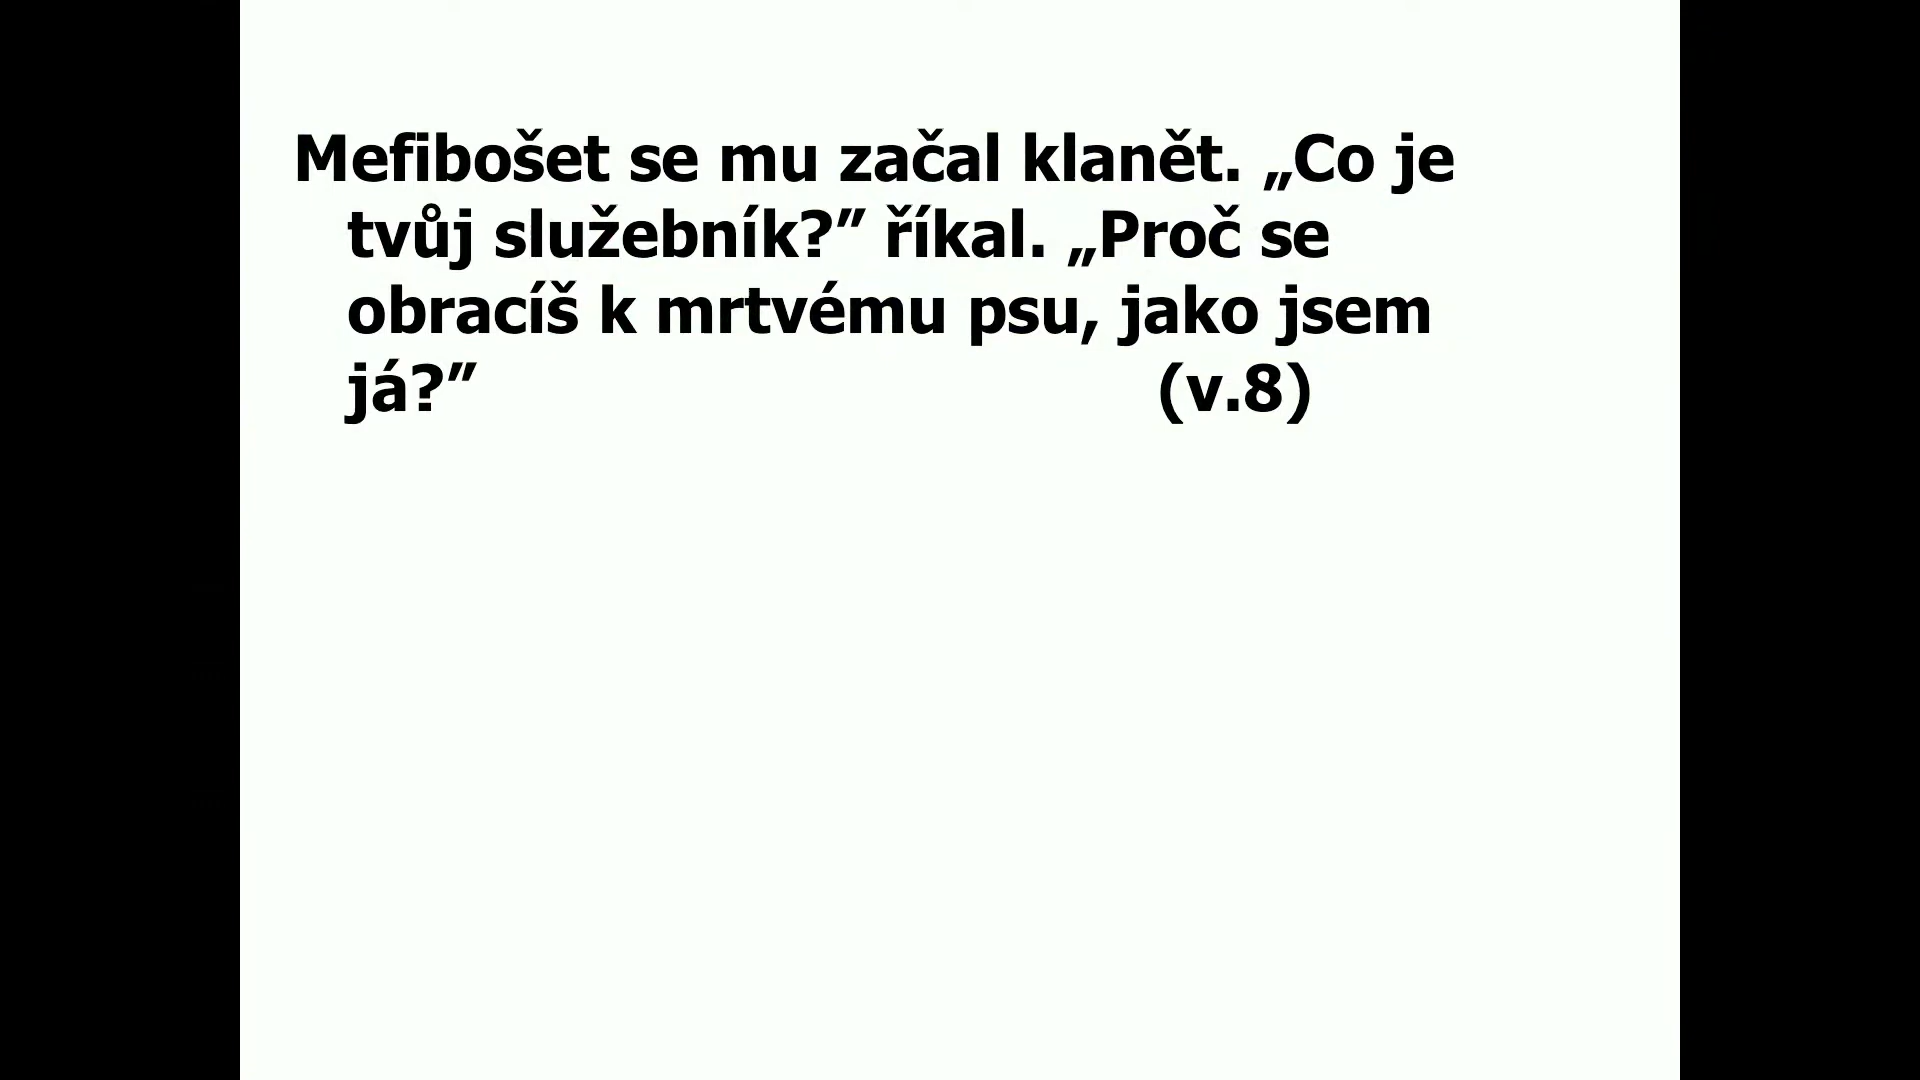 Mefibošet se mu začal klanět. „Co je
tvůj služebník?” říkal. „Proč se
obracíš k mrtvému psu, jako jsem
já?” (v.8)